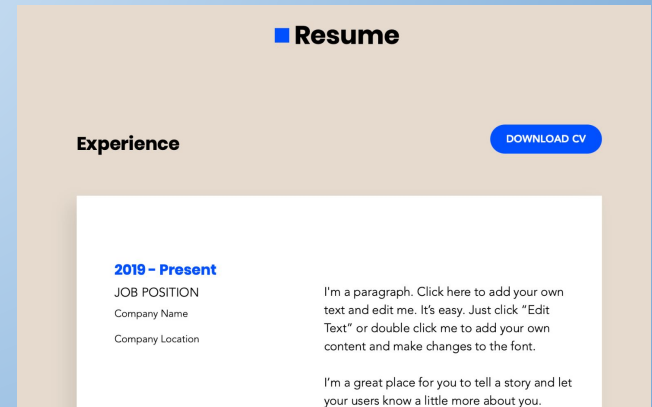 Resume
Experience
DOWNLOAD CV
2019 - Present
JOB POSITION
Company Name
Company Location
I'm a paragraph. Click here to add your own
text and edit me. It’s easy. Just click “Edit
Text” or double click me to add your own
content and make changes to the font.
I’m a great place for you to tell a story and let
your users know a little more about you.